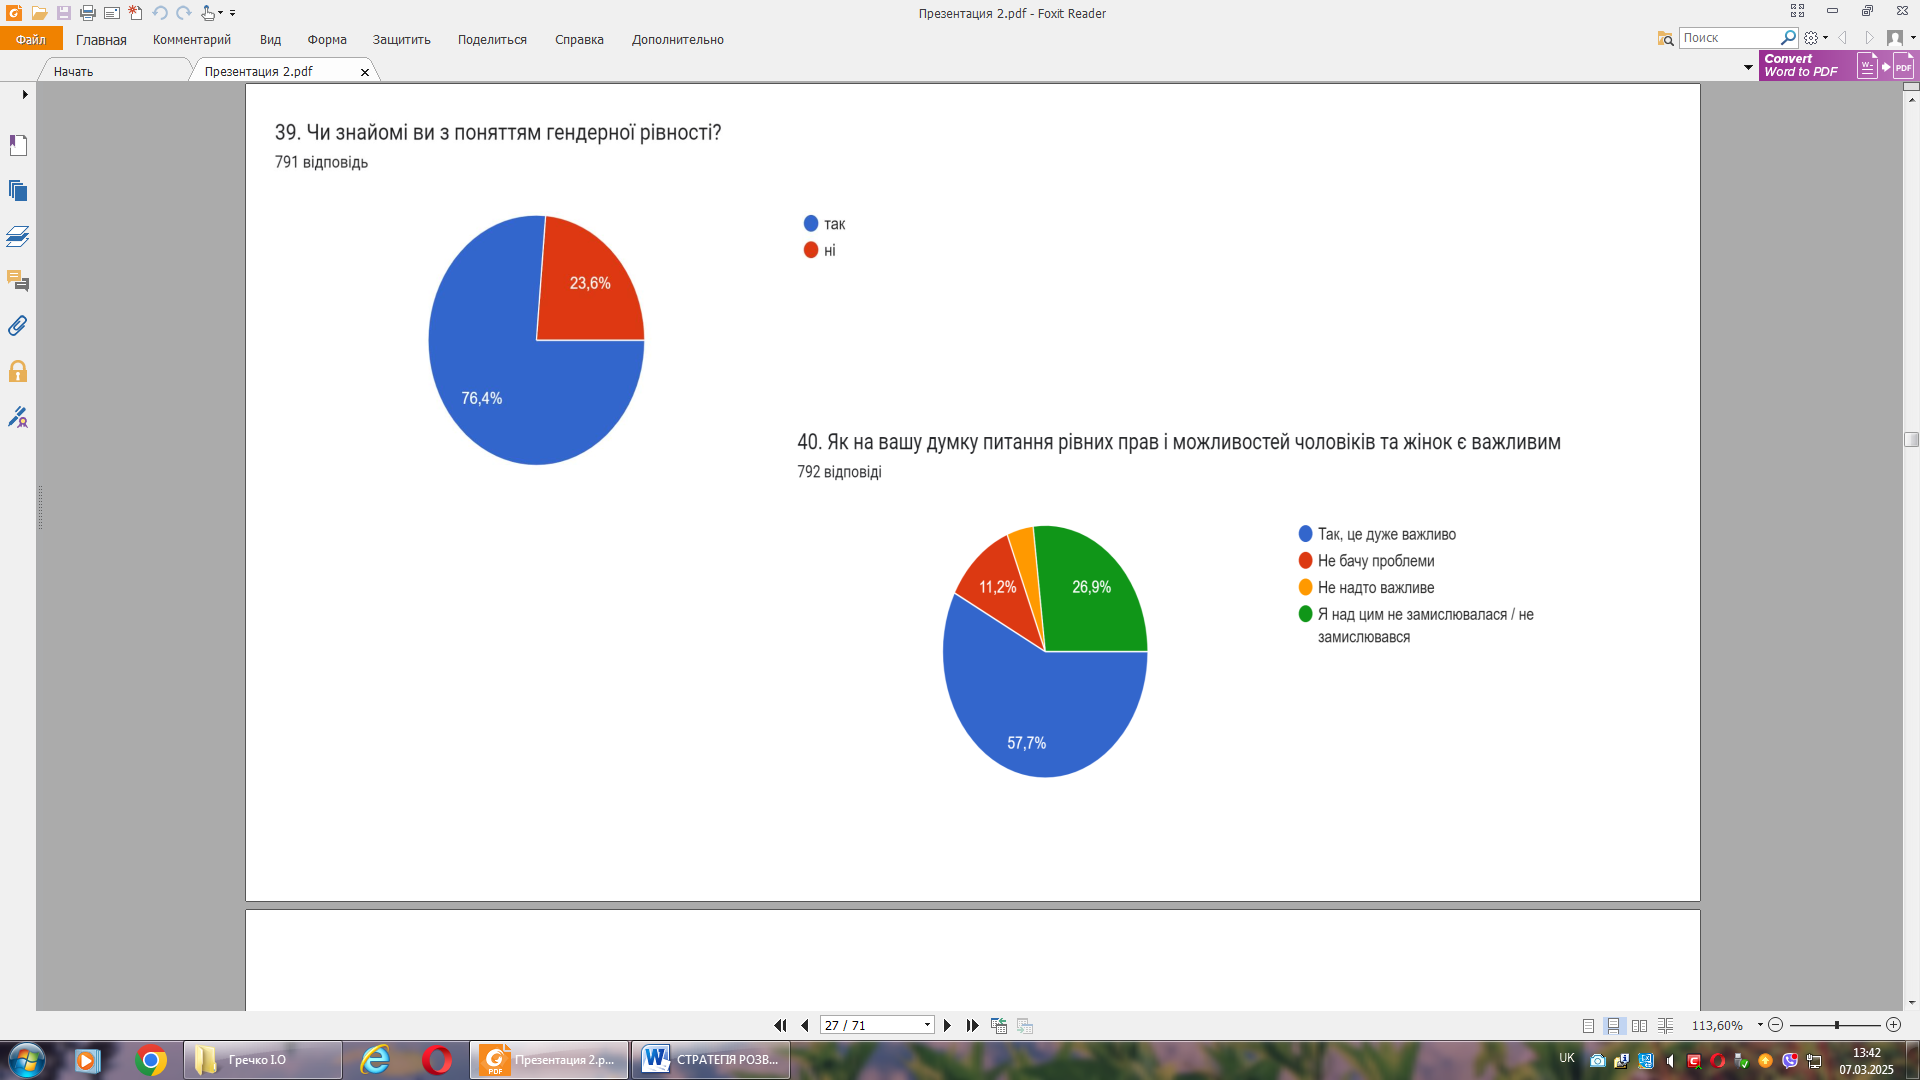 Презентация 2.pdf - Foxit Reader
Файл Главная Комментарий Вид Форма Защитить Поделиться Справка Дополнительно
Поиск
Начать
Презентация 2.pdf
Convert
Word to PDF
W
PDF
39. Чи знайомі ви з поняттям гендерної рівності?
791 відповідь
так
ні
23,6%
76,4%
40. Як на вашу думку питання рівних прав і можливостей чоловіків та жінок є важливим
792 відповіді
Так, це дуже важливо
Не бачу проблеми
Не надто важливе
Я над цим не замислювалася / не
замислювався
11,2%
26,9%
57,7%
27 / 71
113,60%
Гречко І.О
PDF
Презентация 2.p...
СТРАТЕГІЯ РОЗВ...
UK
13:42
07.03.2025